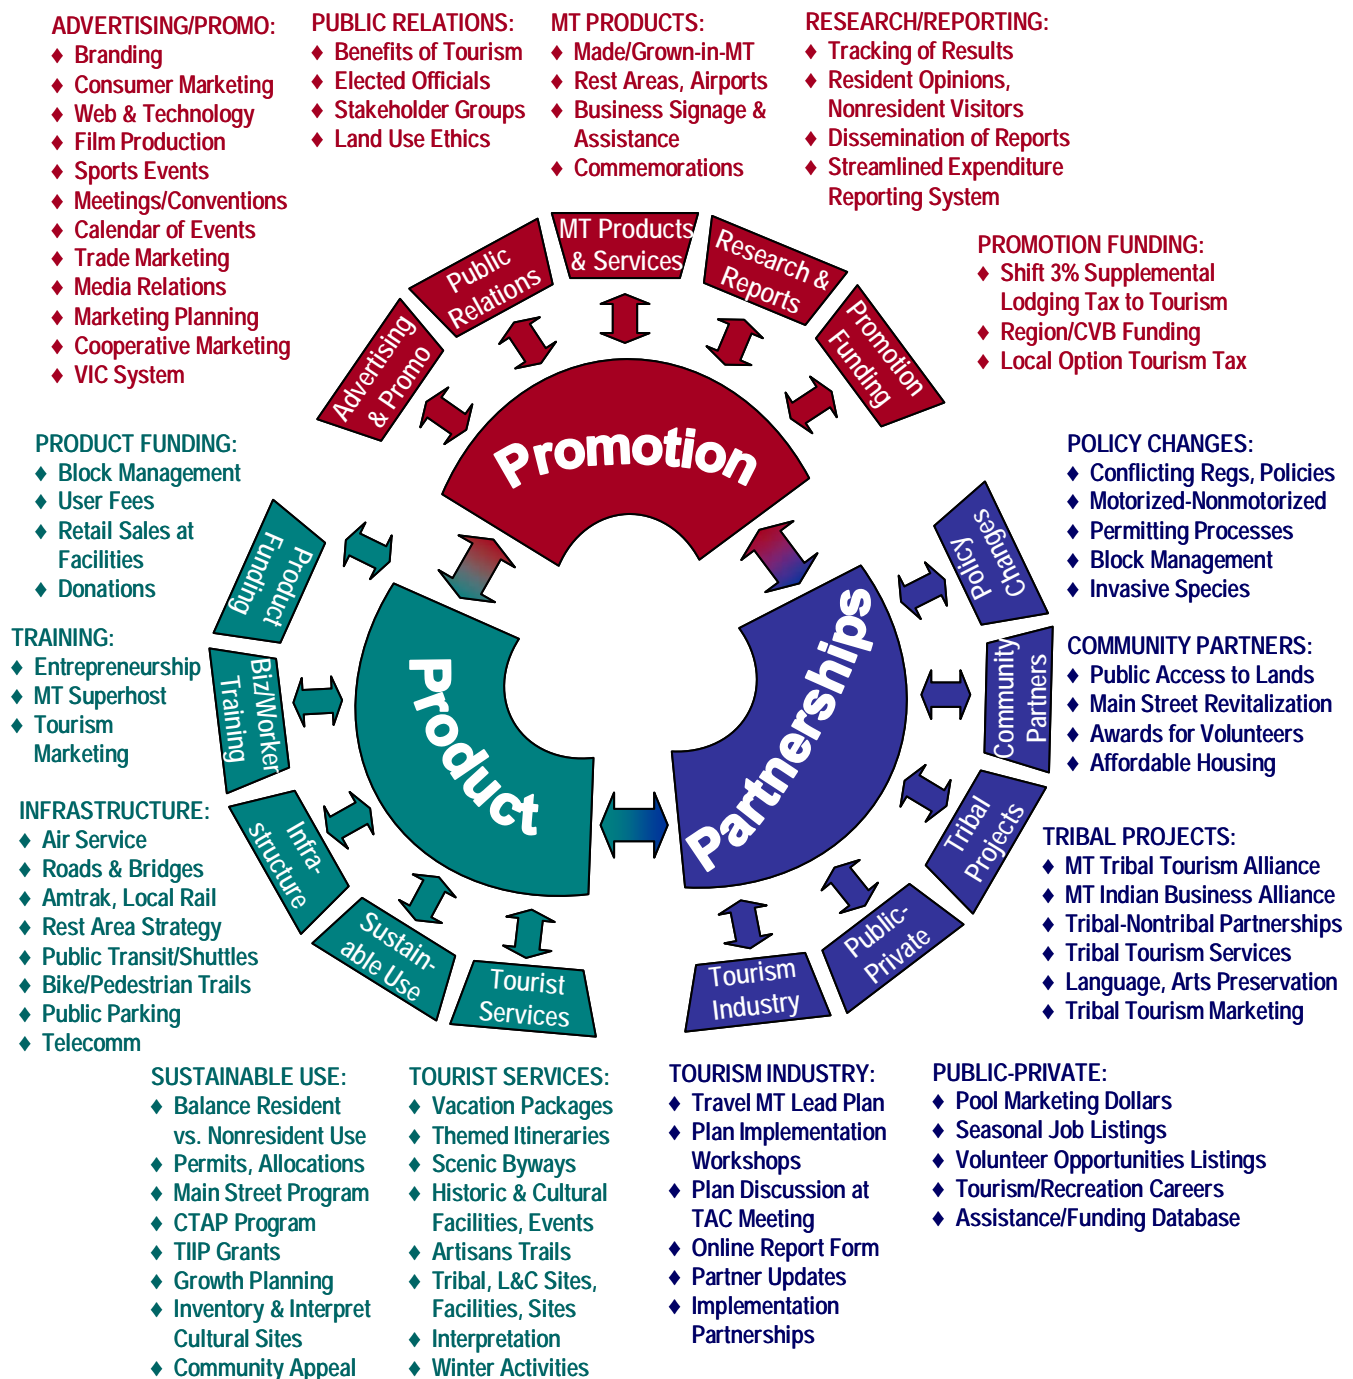 ADVERTISING/PROMO:
♦ Branding
♦ Consumer Marketing
♦ Web & Technology
♦ Film Production
♦ Sports Events
♦ Meetings/Conventions
♦ Calendar of Events
♦ Trade Marketing
♦ Media Relations
♦ Marketing Planning
♦ Cooperative Marketing
♦ VIC System
PUBLIC RELATIONS:
♦ Benefits of Tourism
♦ Elected Officials
♦ Stakeholder Groups
♦ Land Use Ethics
MT PRODUCTS:
♦ Made/Grown-in-MT
♦ Rest Areas, Airports
♦ Business Signage &
Assistance
♦ Commemorations
RESEARCH/REPORTING:
♦ Tracking of Results
♦ Resident Opinions,
Nonresident Visitors
♦ Dissemination of Reports
♦ Streamlined Expenditure
Reporting System
PROMOTION FUNDING:
♦ Shift 3% Supplemental
Lodging Tax to Tourism
♦ Region/CVB Funding
♦ Local Option Tourism Tax
Advertising
& Promo
Public
Relations
MT Products
& Services
Research &
Reports
Promotion
Funding
Promotion
PRODUCT FUNDING:
♦ Block Management
♦ User Fees
♦ Retail Sales at
Facilities
♦ Donations
TRAINING:
♦ Entrepreneurship
♦ MT Superhost
♦ Tourism
Marketing
INFRASTRUCTURE:
♦ Air Service
♦ Roads & Bridges
♦ Amtrak, Local Rail
♦ Rest Area Strategy
♦ Public Transit/Shuttles
♦ Bike/Pedestrian Trails
♦ Public Parking
♦ Telecomm
Product
Funding
Biz/Worker
Training
Infra-
structure
Sustain-
able Use
Tourist
Services
Product
Partnerships
Policy
Changes
Community
Partners
Tribal
Projects
Public-
Private
Tourism
Industry
POLICY CHANGES:
♦ Conflicting Regs, Policies
♦ Motorized-Nonmotorized
♦ Permitting Processes
♦ Block Management
♦ Invasive Species
COMMUNITY PARTNERS:
♦ Public Access to Lands
♦ Main Street Revitalization
♦ Awards for Volunteers
♦ Affordable Housing
TRIBAL PROJECTS:
♦ MT Tribal Tourism Alliance
♦ MT Indian Business Alliance
♦ Tribal-Nontribal Partnerships
♦ Tribal Tourism Services
♦ Language, Arts Preservation
♦ Tribal Tourism Marketing
SUSTAINABLE USE:
♦ Balance Resident
vs. Nonresident Use
♦ Permits, Allocations
♦ Main Street Program
♦ CTAP Program
♦ TIIP Grants
♦ Growth Planning
♦ Inventory & Interpret
Cultural Sites
♦ Community Appeal
TOURIST SERVICES:
♦ Vacation Packages
♦ Themed Itineraries
♦ Scenic Byways
♦ Historic & Cultural
Facilities, Events
♦ Artisans Trails
♦ Tribal, L&C Sites,
Facilities, Sites
♦ Interpretation
♦ Winter Activities
TOURISM INDUSTRY:
♦ Travel MT Lead Plan
♦ Plan Implementation
Workshops
♦ Plan Discussion at
TAC Meeting
♦ Online Report Form
♦ Partner Updates
♦ Implementation
Partnerships
PUBLIC-PRIVATE:
♦ Pool Marketing Dollars
♦ Seasonal Job Listings
♦ Volunteer Opportunities Listings
♦ Tourism/Recreation Careers
♦ Assistance/Funding Database